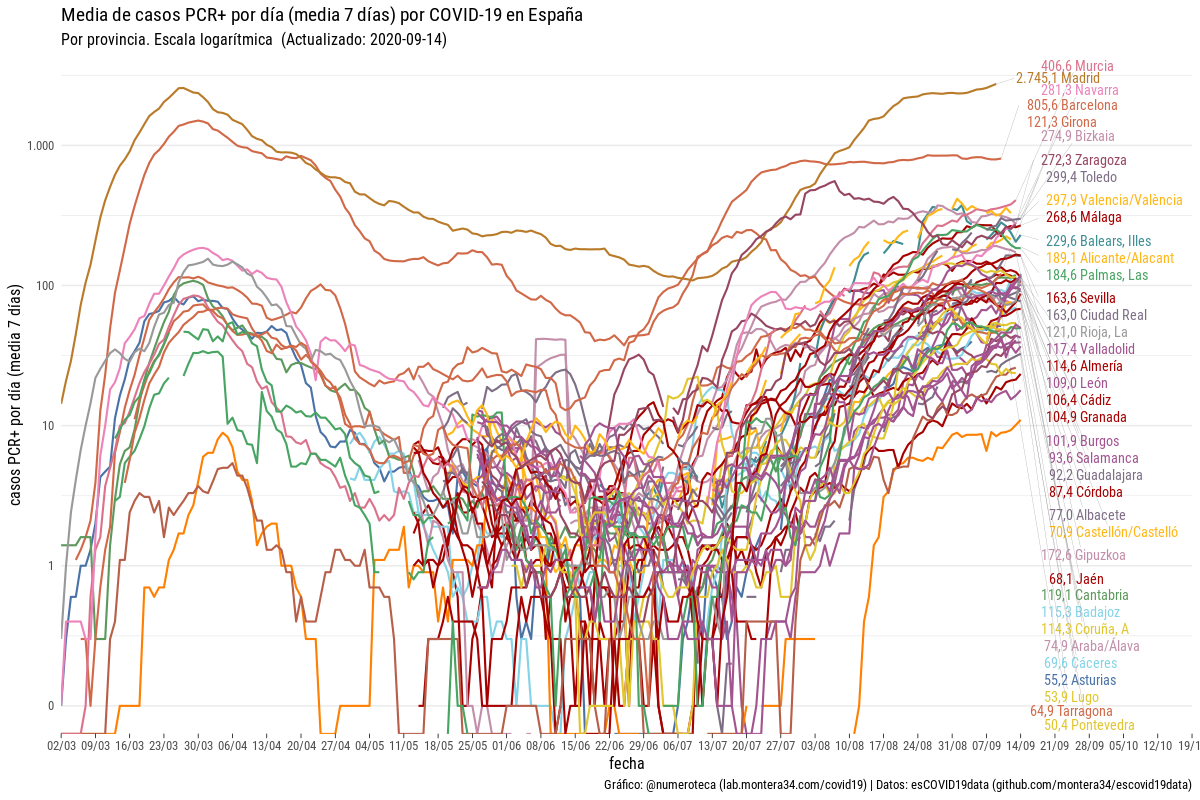 Media de casos PCR+ por día (media 7 días) por COVID-19 en España
Por provincia. Escala logarítmica  (Actualizado: 2020-09-14)
406,6 Murcia
2.745,1 Madrid
281,3 Navarra
805,6 Barcelona
121,3 Girona
274,9 Bizkaia
272,3 Zaragoza
299,4 Toledo
297,9 Valencia/València
268,6 Málaga
229,6 Balears, Illes
189,1 Alicante/Alacant
184,6 Palmas, Las
163,6 Sevilla
163,0 Ciudad Real
121,0 Rioja, La
117,4 Valladolid
114,6 Almería
109,0 León
106,4 Cádiz
104,9 Granada
101,9 Burgos
93,6 Salamanca
92,2 Guadalajara
87,4 Córdoba
77,0 Albacete
70,9 Castellón/Castelló
172,6 Gipuzkoa
68,1 Jaén
119,1 Cantabria
115,3 Badajoz
114,3 Coruña, A
74,9 Araba/Álava
69,6 Cáceres
55,2 Asturias
53,9 Lugo
64,9 Tarragona
50,4 Pontevedra
1.000
100
10
1
0
casos PCR+ por día (media 7 días)
02/03 09/03 16/03 23/03 30/03 06/04 13/04 20/04 27/04 04/05 11/05 18/05 25/05 01/06 08/06 15/06 22/06 29/06 06/07 13/07 20/07 27/07 03/08 10/08 17/08 24/08 31/08 07/09 14/09 21/09 28/09 05/10 12/10 19/1
fecha
Gráfico: @numeroteca (lab.montera34.com/covid19) | Datos: esCOVID19data (github.com/montera34/escovid19data)